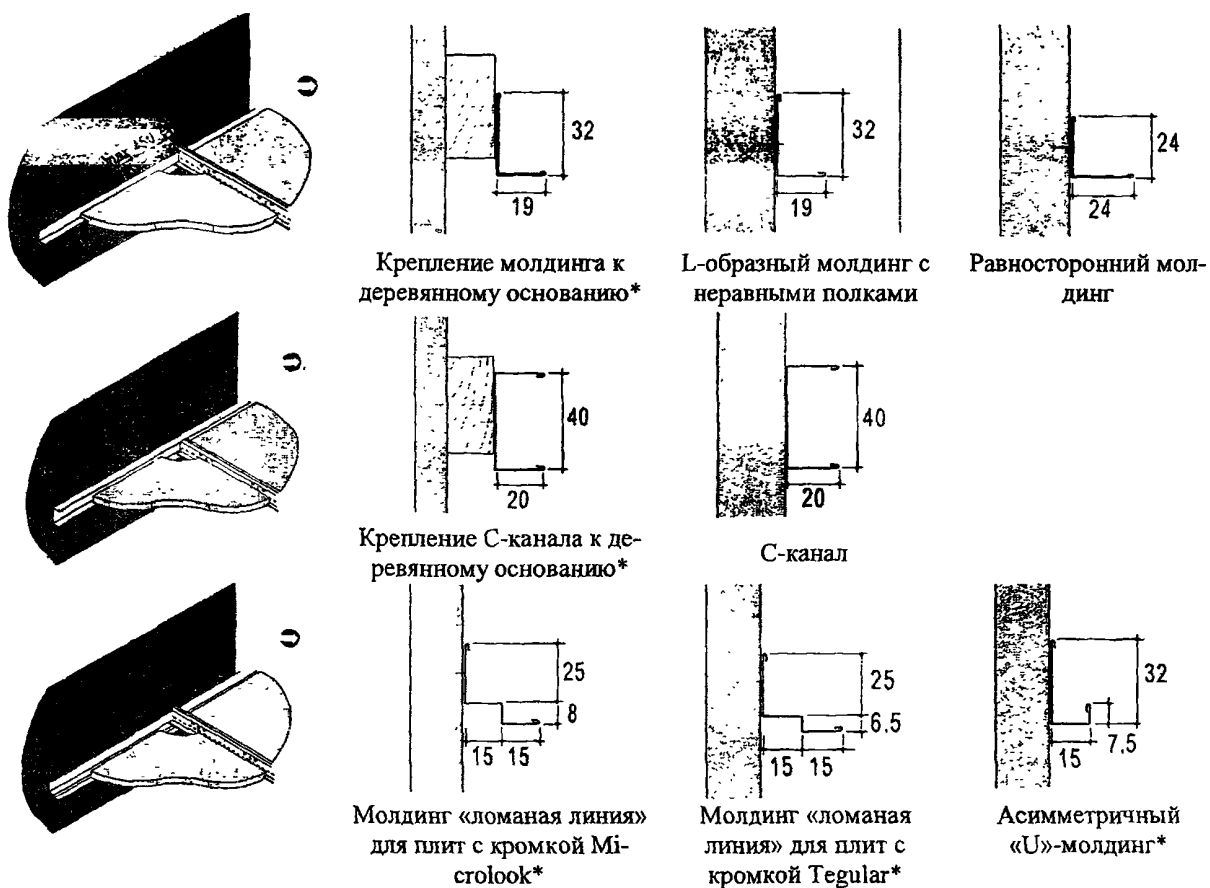 32
19
Крепление молдинга к
деревянному основанию*
32
19
L-образный молдинг с
неравными полками
24
24
Равносторонний мол-
динг
40
20
Крепление С-канала к де-
ревянному основанию*
40
20
С-канал
25
8
15 15
Молдинг «ломаная линия»
для плит с кромкой Mi-
crolook*
25
6,5
15 15
Молдинг «ломаная
линия» для плит с
кромкой Tegular*
32
15
7,5
Асимметричный
«U»-молдинг*